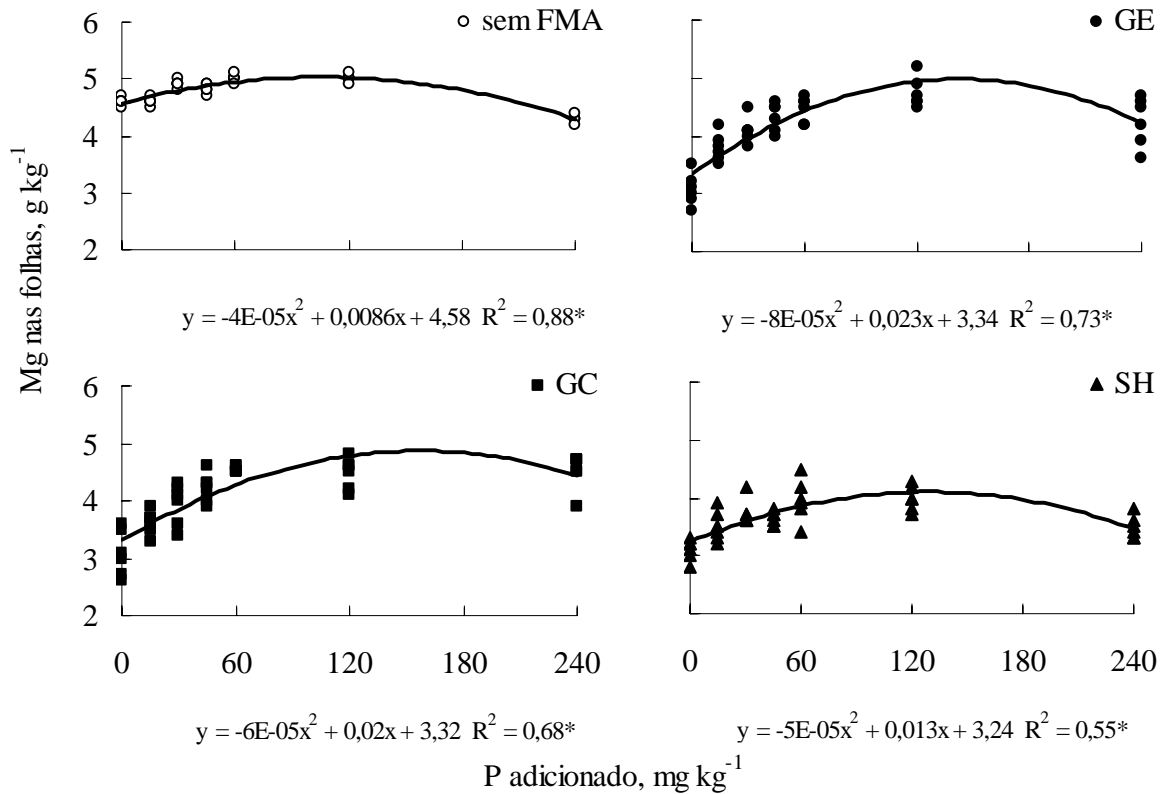 Mg nas folhas, g kg⁻¹
6
5
4
3
2
○ sem FMA
● GE
y = -4E-05x² + 0,0086x + 4,58 R² = 0,88*
y = -8E-05x² + 0,023x + 3,34 R² = 0,73*
6
5
4
3
2
■ GC
▲ SH
0 60 120 180 240
0 60 120 180 240
y = -6E-05x² + 0,02x + 3,32 R² = 0,68*
y = -5E-05x² + 0,013x + 3,24 R² = 0,55*
P adicionado, mg kg⁻¹